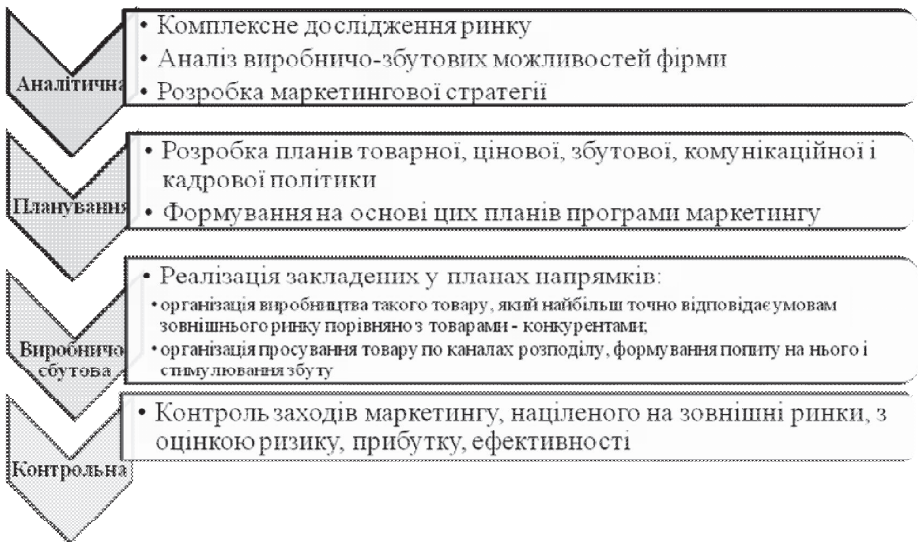 Аналітична
• Комплексне дослідження ринку
• Аналіз виробничо-збутових можливостей фірми
• Розробка маркетингової стратегії
Планування
• Розробка планів товарної, цінової, збутової, комунікаційної і
кадрової політики
• Формування на основі цих планів програми маркетингу
Виробничо
сбутова
• Реалізація закладених у планах напрямків:
• організація виробництва такого товару, який найбільш точно відповідає умовам
зовнішнього ринку порівняно з товарами - конкурентами;
• організація просування товару по каналах розподілу, формування попиту на нього і
стимулювання збуту
Контрольна
• Контроль заходів маркетингу, націленого на зовнішні ринки, з
оцінкою ризику, прибутку, ефективності